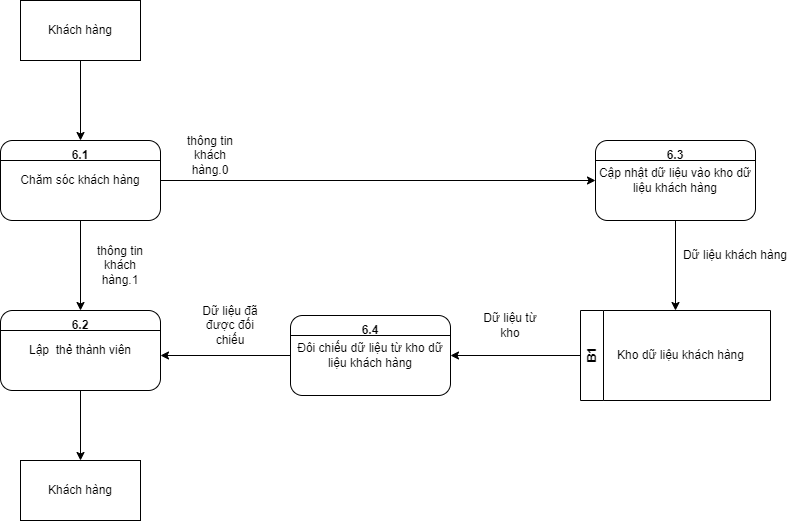 Khách hàng
6.1
Chăm sóc khách hàng
thông tin
khách
hàng.0
6.3
Cập nhật dữ liệu vào kho dữ
liệu khách hàng
thông tin
khách
hàng.1
Dữ liệu khách hàng
6.2
Lập thẻ thành viên
Dữ liệu đã
được đối
chiếu
6.4
Đôi chiếu dữ liệu từ kho dữ
liệu khách hàng
Dữ liệu từ
kho
B1
Kho dữ liệu khách hàng
Khách hàng